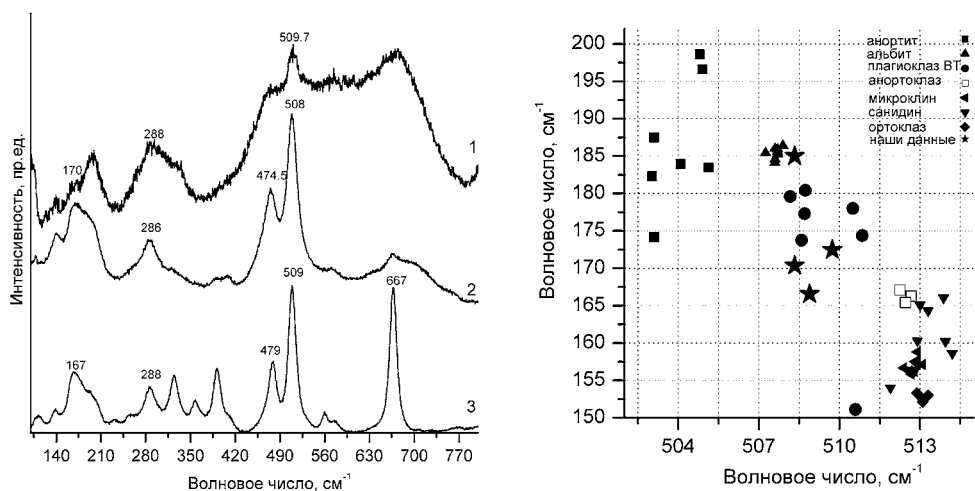 509.7
288
170
1
508
474.5
286
2
509
667
479
167
288
3
140 210 280 350 420 490 560 630 700 770
Волновое число, см-1
Интенсивность, пр.ед.
200
195
190
185
180
175
170
165
160
155
150
анортит
альбит
плагиоклаз ВТ
анортоклаз
микроклин
санидин
ортоклаз
наши данные
504 507 510 513
Волновое число, см-1
Волновое число, см-1